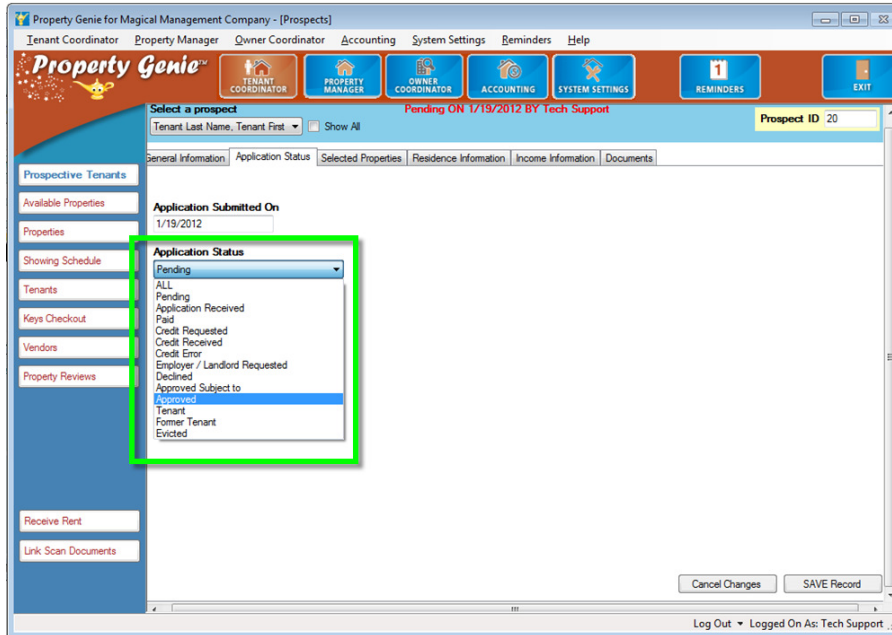 Property Genie for Magical Management Company - [Prospects]
Tenant Coordinator Property Manager Owner Coordinator Accounting System Settings Reminders Help
Property Genie™
TENANT COORDINATOR
PROPERTY MANAGER
OWNER COORDINATOR
ACCOUNTING
SYSTEM SETTINGS
1
REMINDERS
EXIT
Select a prospect
Pending ON 1/19/2012 BY Tech Support
Tenant Last Name, Tenant First
Show All
Prospect ID 20
General Information Application Status Selected Properties Residence Information Income Information Documents
Prospective Tenants
Available Properties
Properties
Showing Schedule
Tenants
Keys Checkout
Vendors
Property Reviews
Receive Rent
Link Scan Documents
Application Submitted On
1/19/2012
Application Status
Pending
ALL
Pending
Application Received
Paid
Credit Requested
Credit Received
Credit Error
Employer / Landlord Requested
Declined
Approved Subject to
Approved
Tenant
Former Tenant
Evicted
Cancel Changes SAVE Record
Log Out Logged On As: Tech Support